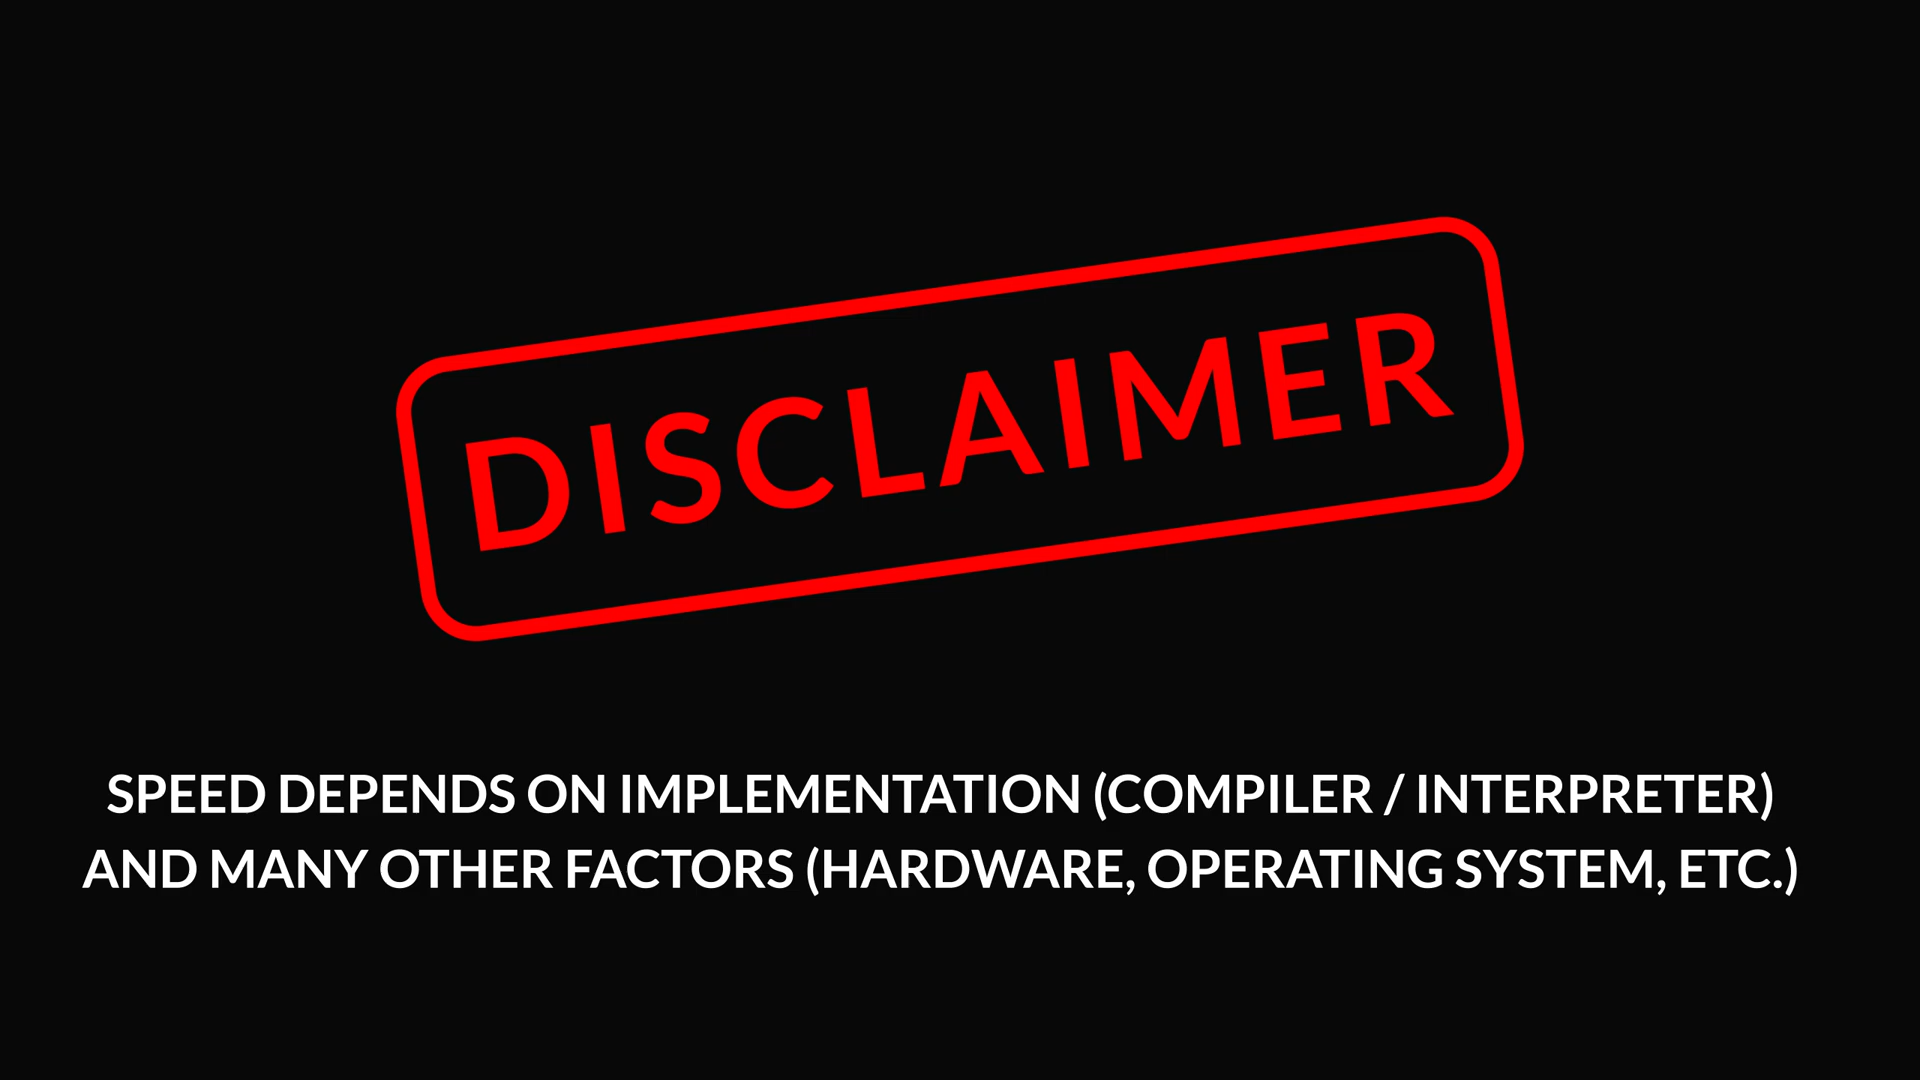 DISCLAIMER
SPEED DEPENDS ON IMPLEMENTATION (COMPILER / INTERPRETER)
AND MANY OTHER FACTORS (HARDWARE, OPERATING SYSTEM, ETC.)